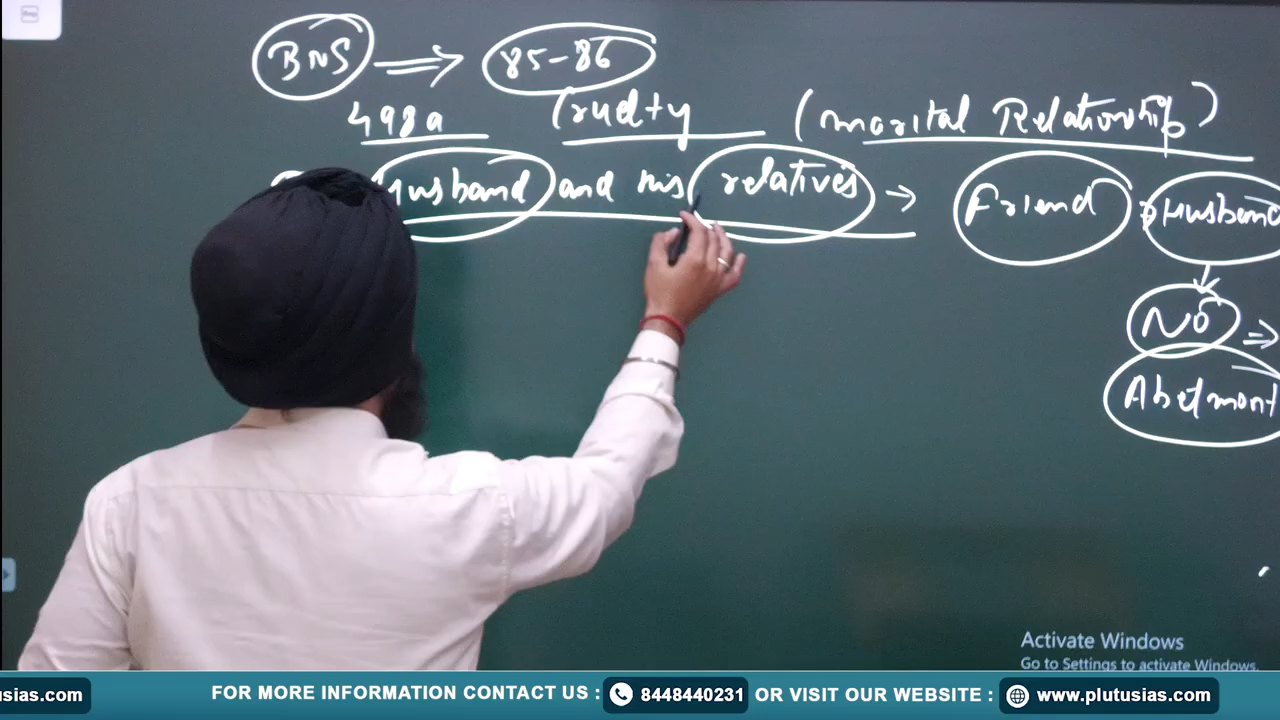 BNS ⇒ 85-86
498a Cruelty (Marital Relationship)
Husband and his relatives → Friend Husband
No ⇒
Abetment
Activate Windows
Go to Settings to activate Windows.
usias.com FOR MORE INFORMATION CONTACT US : 8448440231 OR VISIT OUR WEBSITE : www.plutusias.com